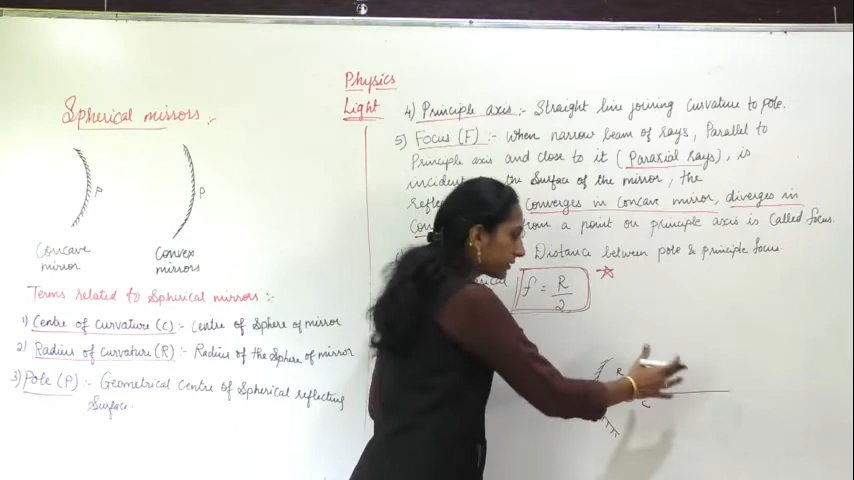 Physics
Light
Spherical mirrors :-
P
P
Concave
mirror
Convex
mirrors
Terms related to Spherical mirrors :-
1) Centre of curvature (C) :- Centre of Sphere of mirror
2) Radius of curvature (R) :- Radius of the Sphere of mirror
3) Pole (P) :- Geometrical Centre of Spherical reflecting
Surface.
4) Principle axis :- Straight line joining curvature to pole.
5) Focus (F) :- When narrow beam of rays, Parallel to
Principle axis and close to it (Paraxial rays), is
incident the Surface of the mirror, the
Converges in concave mirror, diverges in
from a point on principle axis is called focus.
Distance between pole & principle focus.
f = R/2
R
C